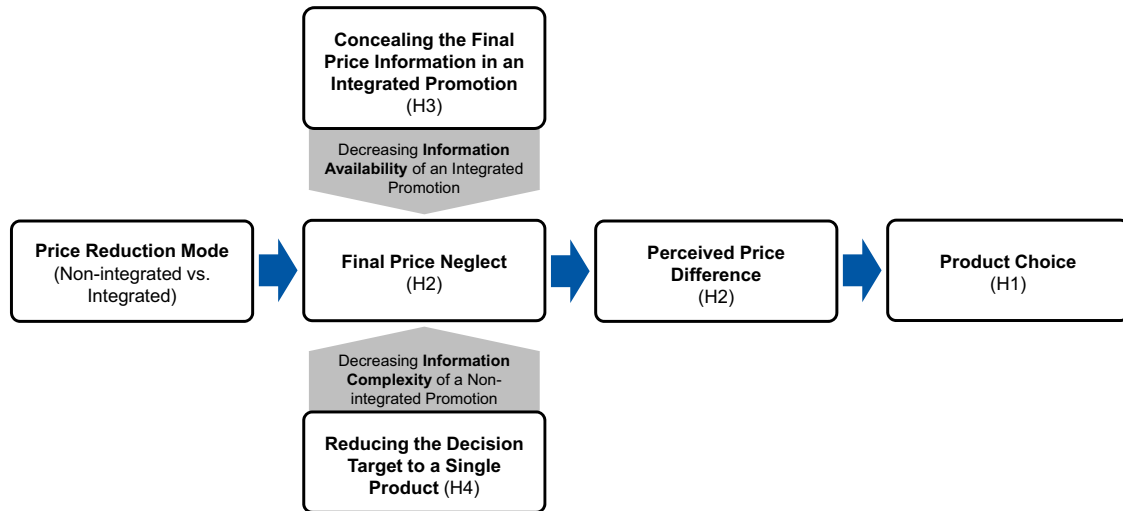 Concealing the Final
Price Information in an
Integrated Promotion
(H3)
Decreasing Information
Availability of an Integrated
Promotion
Price Reduction Mode
(Non-integrated vs.
Integrated)
Final Price Neglect
(H2)
Perceived Price
Difference
(H2)
Product Choice
(H1)
Decreasing Information
Complexity of a Non-
integrated Promotion
Reducing the Decision
Target to a Single
Product (H4)